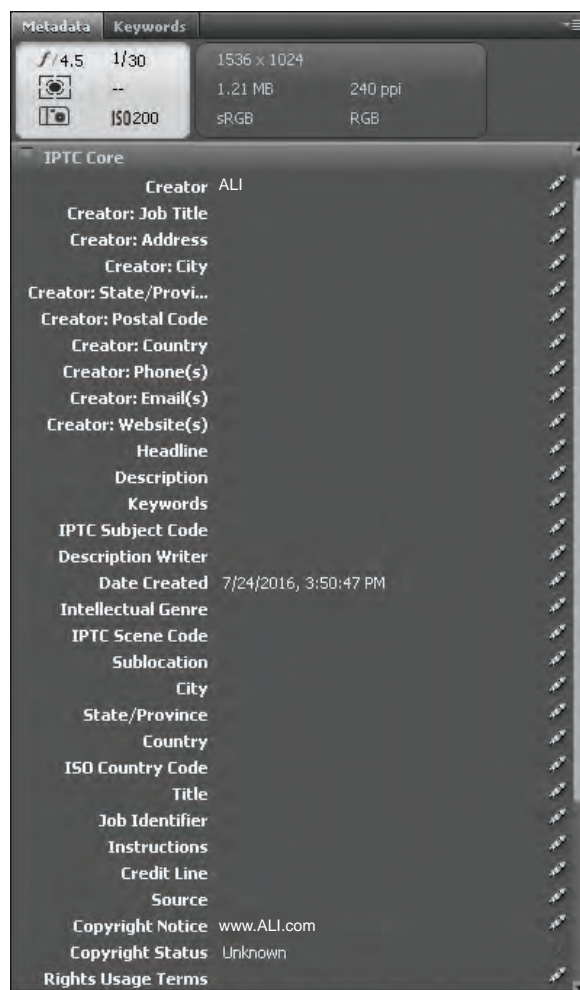 Metadata Keywords
f/4.5 1/30
--
ISO200
1536 x 1024
1.21 MB 240 ppi
sRGB RGB
IPTC Core
Creator ALI
Creator: Job Title
Creator: Address
Creator: City
Creator: State/Provi...
Creator: Postal Code
Creator: Country
Creator: Phone(s)
Creator: Email(s)
Creator: Website(s)
Headline
Description
Keywords
IPTC Subject Code
Description Writer
Date Created 7/24/2016, 3:50:47 PM
Intellectual Genre
IPTC Scene Code
Sublocation
City
State/Province
Country
ISO Country Code
Title
Job Identifier
Instructions
Credit Line
Source
Copyright Notice www.ALI.com
Copyright Status Unknown
Rights Usage Terms